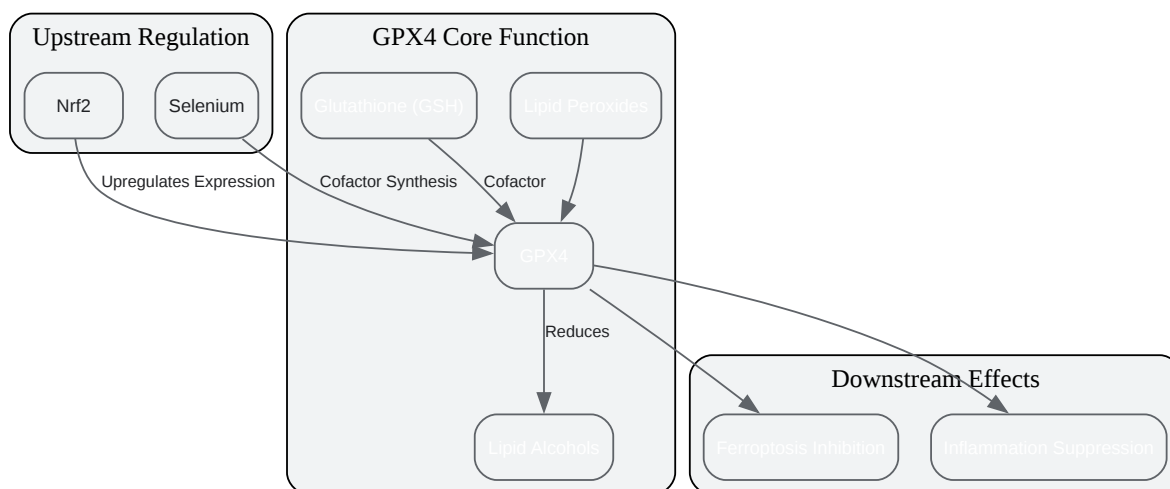 Upstream Regulation
GPX4 Core Function
Nrf2
Selenium
Glutathione (GSH)
Lipid Peroxides
Upregulates Expression
Cofactor Synthesis
Cofactor
GPX4
Reduces
Downstream Effects
Lipid Alcohols
Ferroptosis Inhibition
Inflammation Suppression